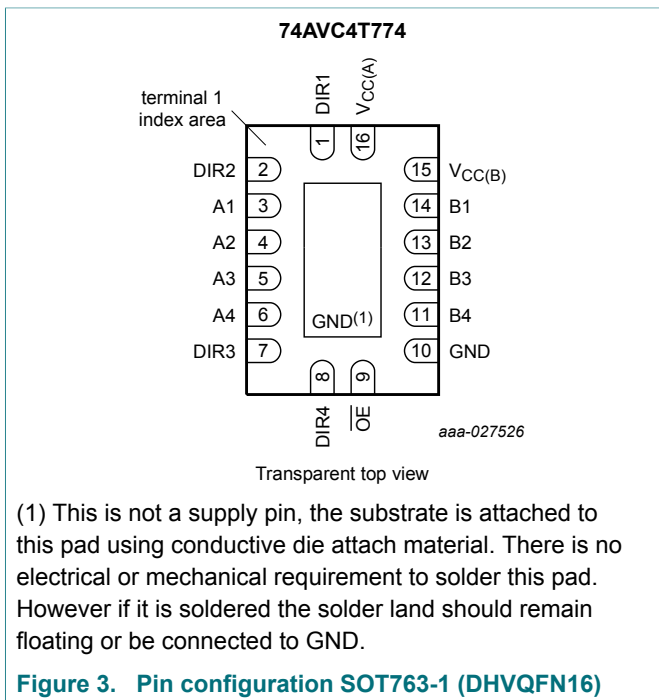 74AVC4T774
terminal 1
index area
DIR1
VCC(A)
1
16
DIR2 2
15 VCC(B)
A1 3
14 B1
A2 4
13 B2
A3 5
12 B3
A4 6
11 B4
GND(1)
DIR3 7
10 GND
8
9
DIR4
OE
aaa-027526
Transparent top view
(1) This is not a supply pin, the substrate is attached to
this pad using conductive die attach material. There is no
electrical or mechanical requirement to solder this pad.
However if it is soldered the solder land should remain
floating or be connected to GND.
Figure 3. Pin configuration SOT763-1 (DHVQFN16)